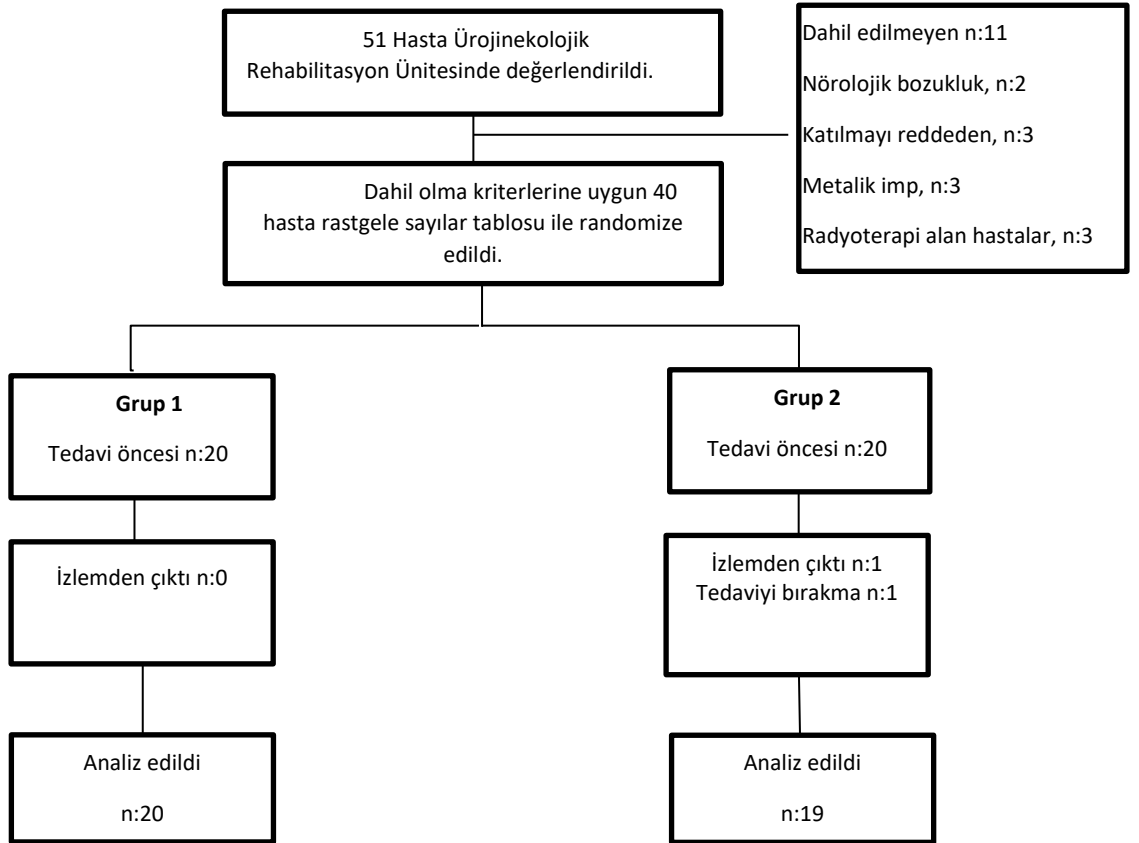 51 Hasta Ürojinekolojik
Rehabilitasyon Ünitesinde değerlendirildi.
Dahil edilmeyen n:11
Nörolojik bozukluk, n:2
Katılmayı reddeden, n:3
Metalik imp, n:3
Radyoterapi alan hastalar, n:3
Dahil olma kriterlerine uygun 40
hasta rastgele sayılar tablosu ile randomize
edildi.
Grup 1
Tedavi öncesi n:20
Grup 2
Tedavi öncesi n:20
İzlemden çıktı n:0
İzlemden çıktı n:1
Tedaviyi bırakma n:1
Analiz edildi
n:20
Analiz edildi
n:19